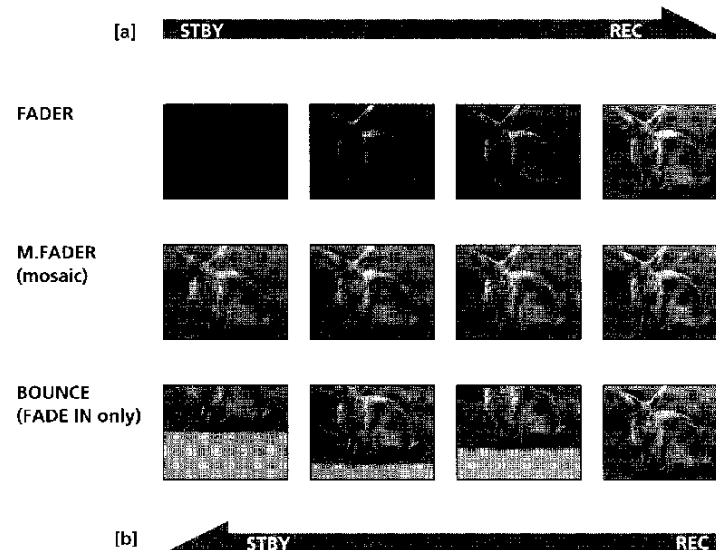 [a] STBY REC
FADER
M.FADER
(mosaic)
BOUNCE
(FADE IN only)
[b] STBY REC